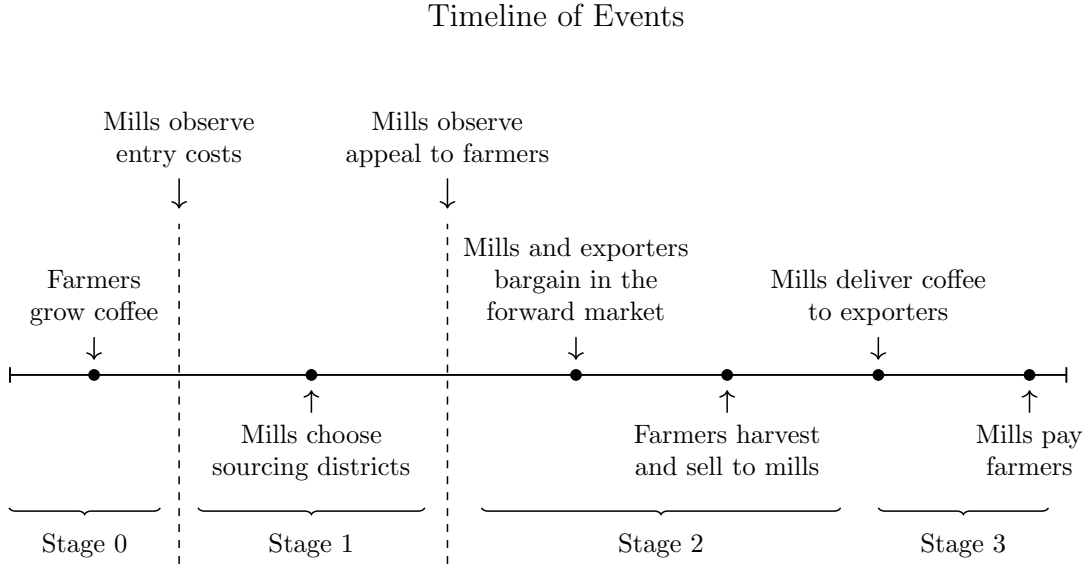 Timeline of Events
Mills observe
entry costs
Mills observe
appeal to farmers
Farmers
grow coffee
Mills and exporters
bargain in the
forward market
Mills deliver coffee
to exporters
Mills choose
sourcing districts
Farmers harvest
and sell to mills
Mills pay
farmers
Stage 0
Stage 1
Stage 2
Stage 3